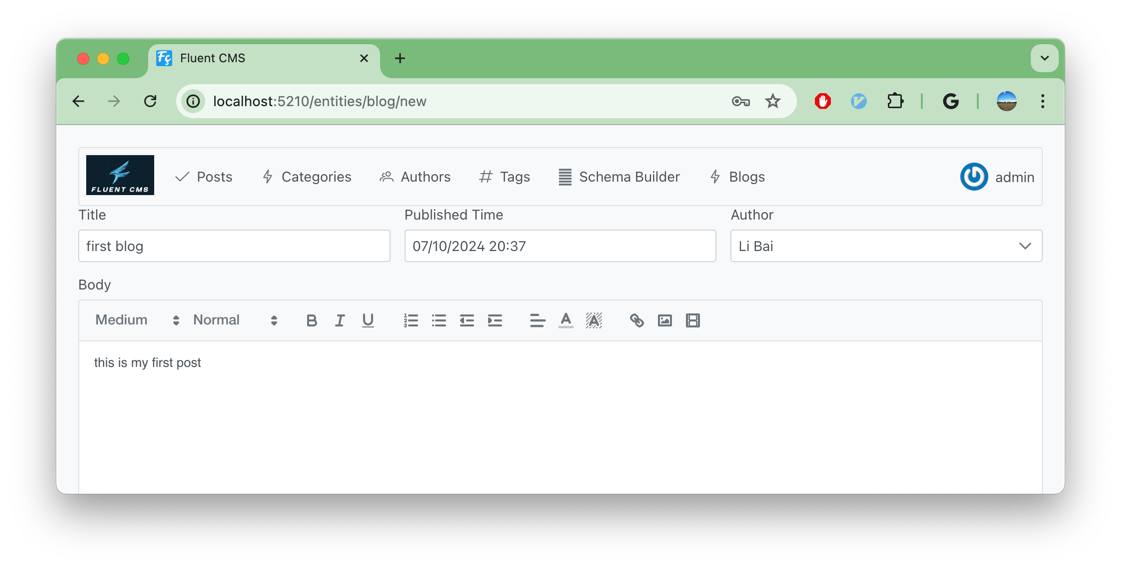 Fluent CMS
localhost:5210/entities/blog/new
FLUENT CMS Posts Categories Authors Tags Schema Builder Blogs admin
Title Published Time Author
first blog 07/10/2024 20:37 Li Bai
Body
Medium Normal B I U A A
this is my first post